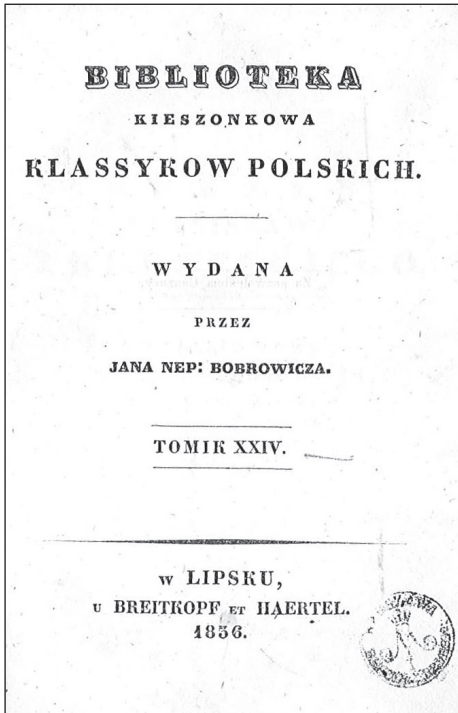 BIBLIOTEKA
KIESZONKOWA
KLASSYKOW POLSKICH.
WYDANA
PRZEZ
JANA NEP: BOBROWICZA.
TOMIK XXIV.
W LIPSKU,
U BREITKOPF ET HAERTEL.
1836.